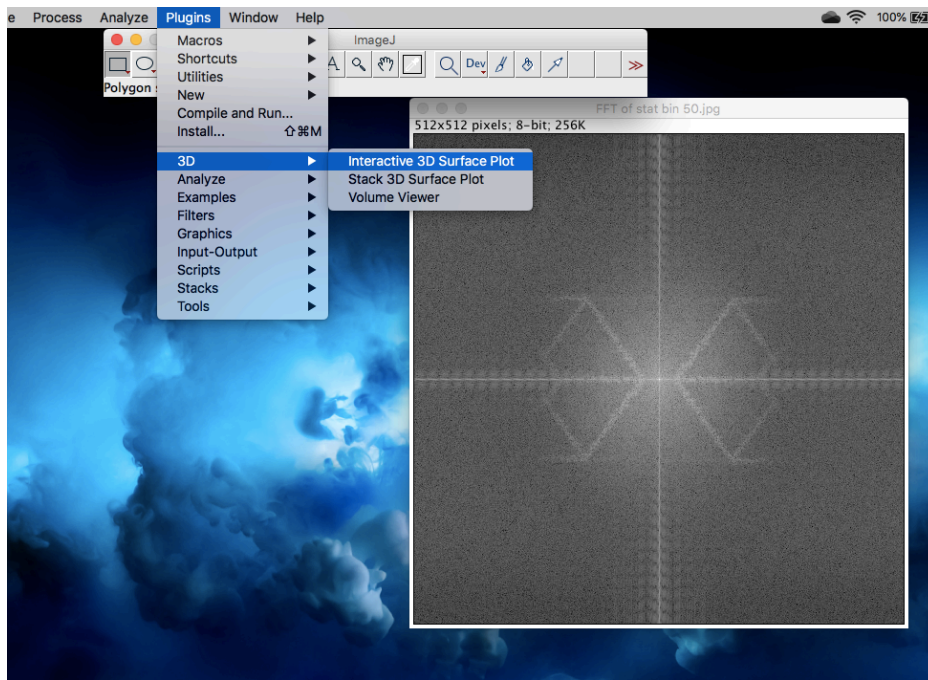 e Process Analyze Plugins Window Help 100%
ImageJ
A Dev >>
Polygon
Macros
Shortcuts
Utilities
New
Compile and Run...
Install... ⇧⌘M
3D
Analyze
Examples
Filters
Graphics
Input-Output
Scripts
Stacks
Tools
Interactive 3D Surface Plot
Stack 3D Surface Plot
Volume Viewer
FFT of stat bin 50.jpg
512x512 pixels; 8-bit; 256K